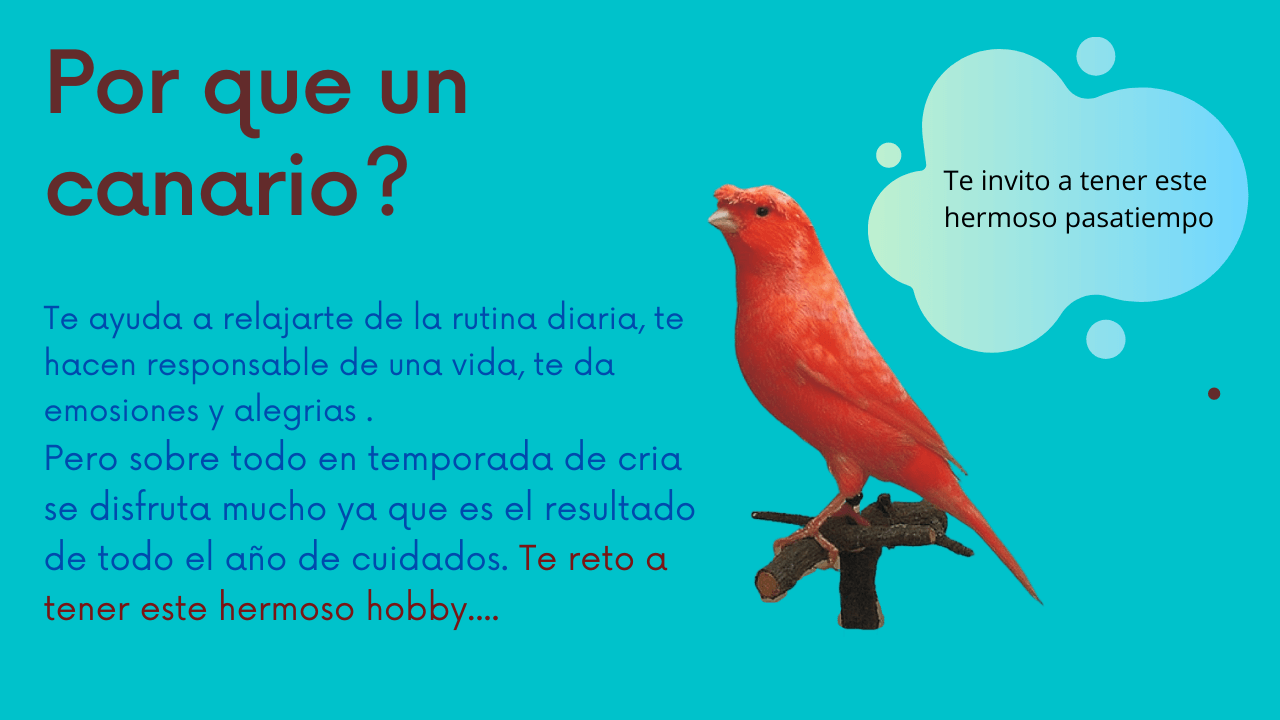 Por que un
canario?
Te invito a tener este
hermoso pasatiempo
Te ayuda a relajarte de la rutina diaria, te
hacen responsable de una vida, te da
emosiones y alegrias .
Pero sobre todo en temporada de cria
se disfruta mucho ya que es el resultado
de todo el año de cuidados. Te reto a
tener este hermoso hobby....